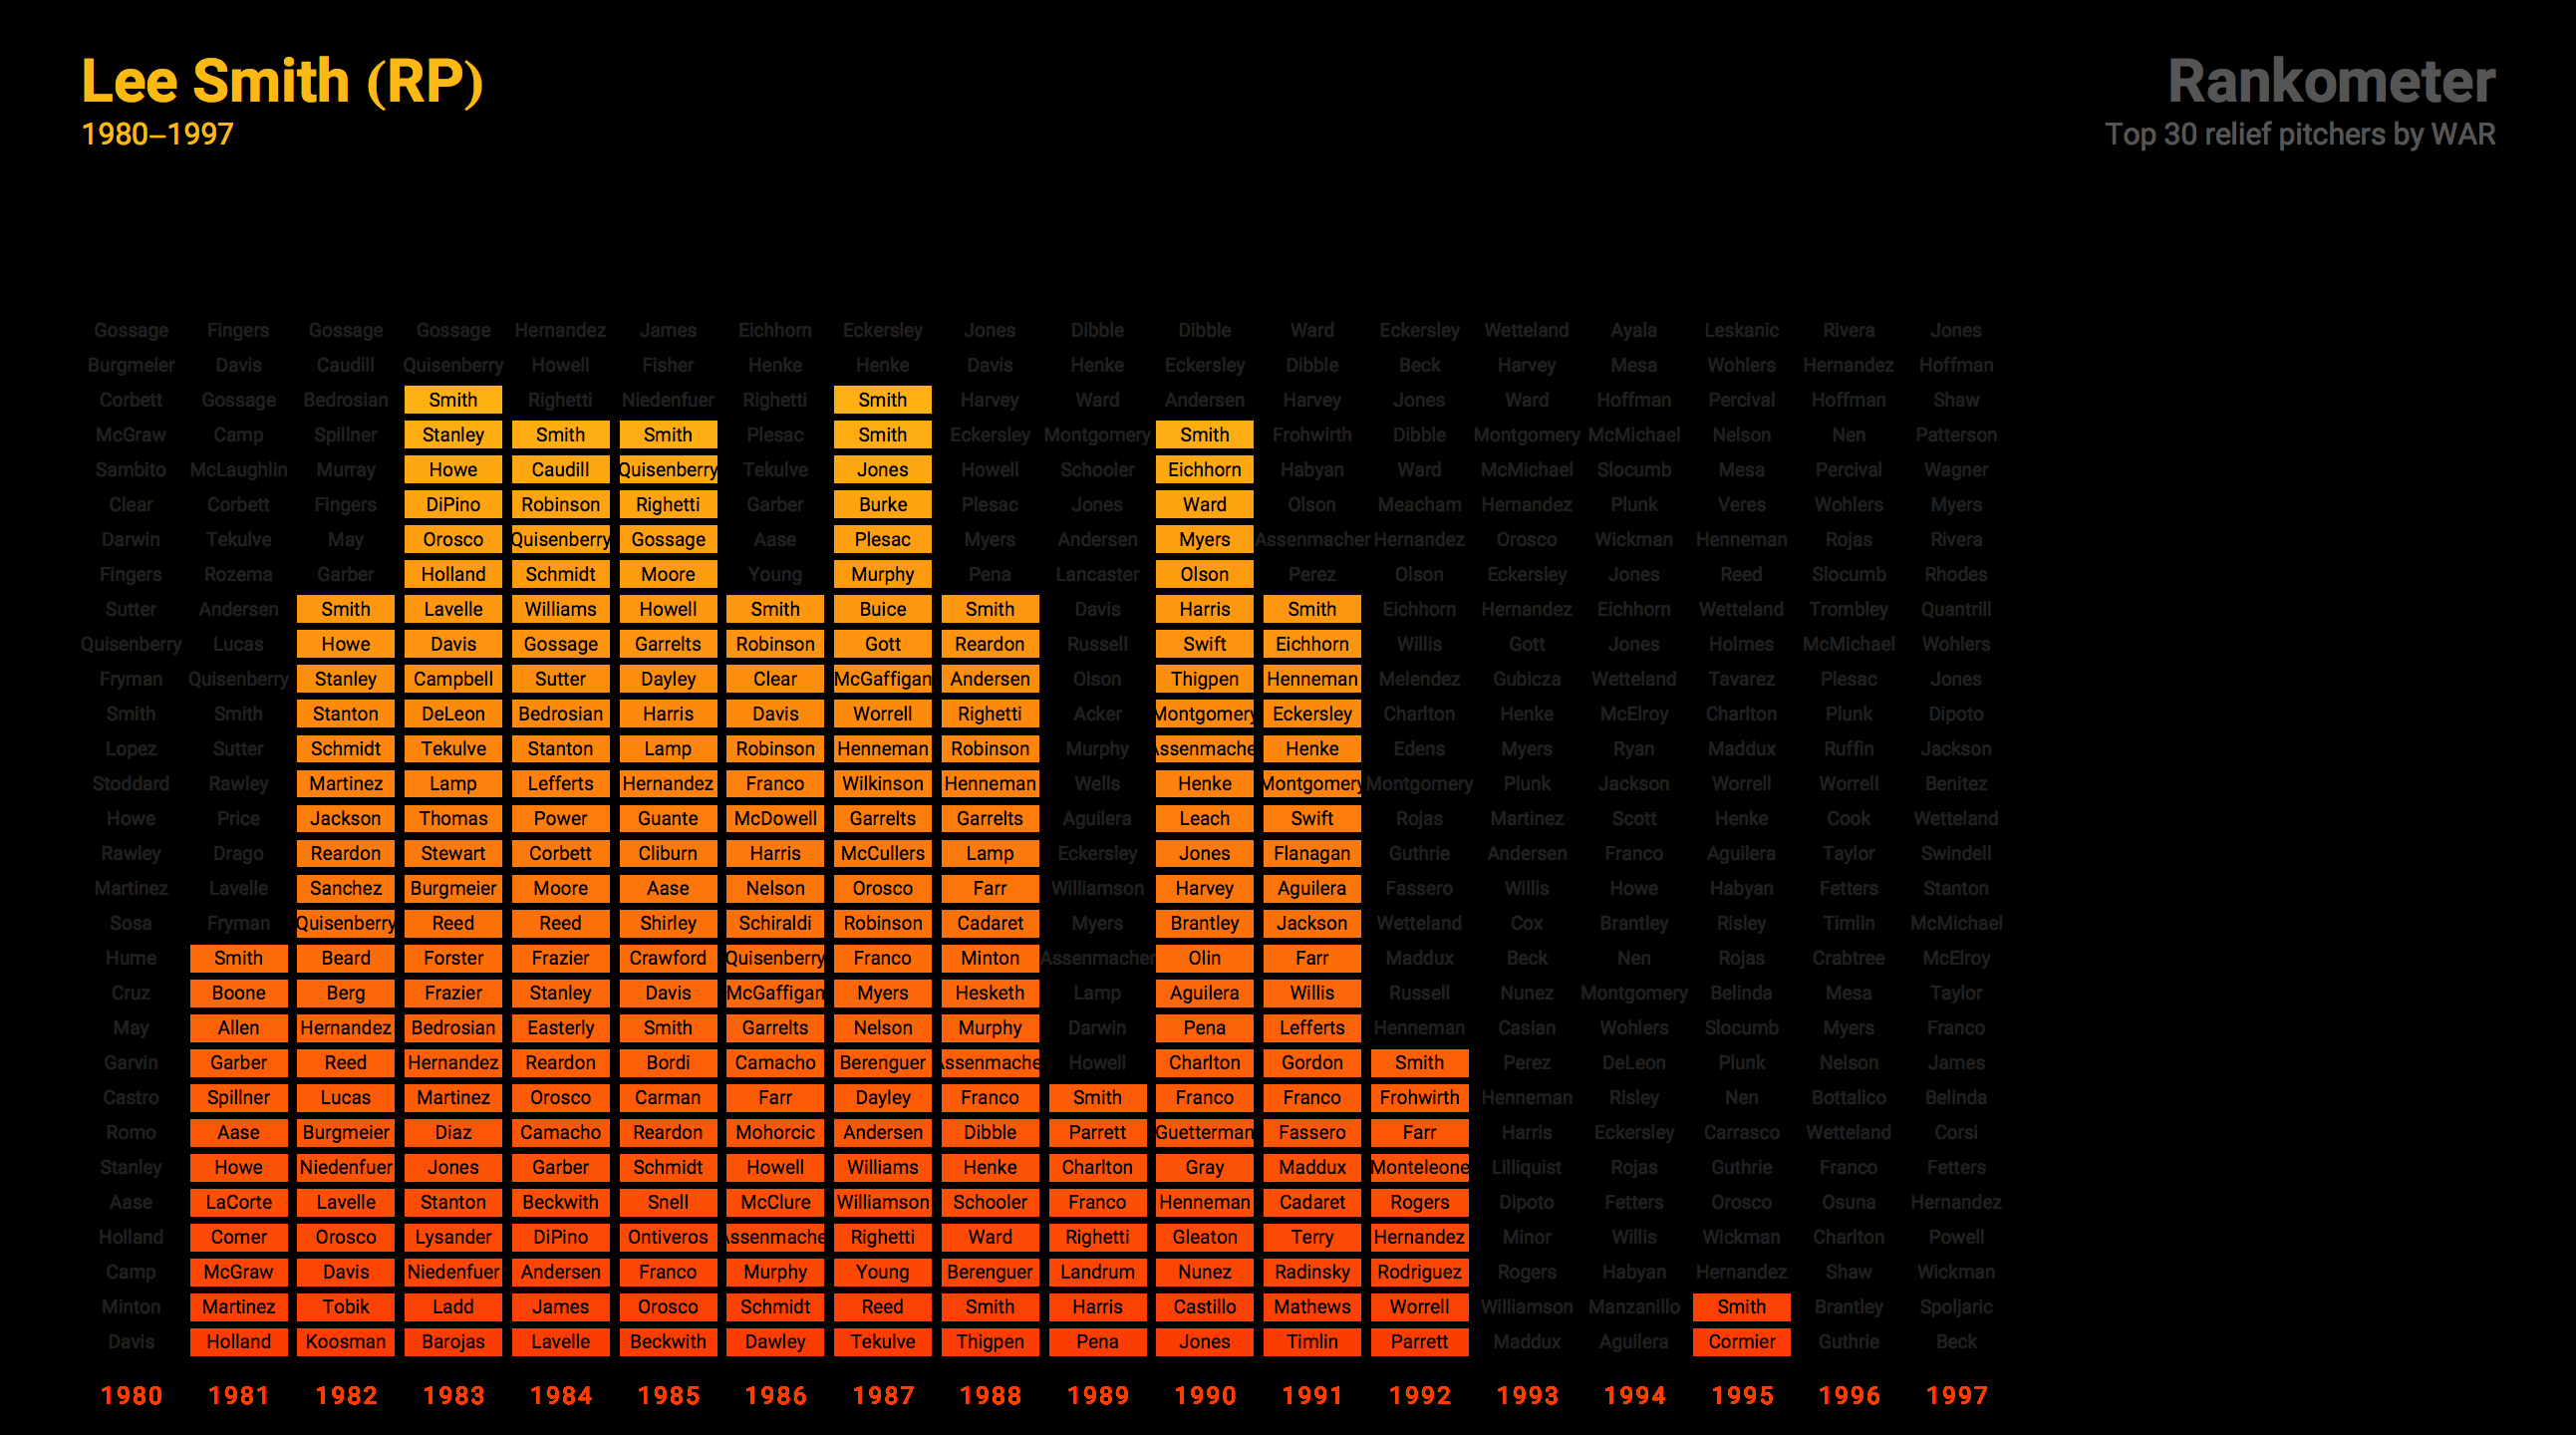 Lee Smith (RP)
1980–1997
Rankometer
Top 30 relief pitchers by WAR
Gossage Fingers Gossage Gossage Hernandez James Eichhorn Eckersley Jones Dibble Dibble Ward Eckersley Wetteland Ayala Leskanic Rivera Jones
Burgmeier Davis Caudill Quisenberry Howell Fisher Henke Henke Davis Henke Eckersley Dibble Beck Harvey Mesa Wohlers Hernandez Hoffman
Corbett Gossage Bedrosian Smith Righetti Niedenfuer Righetti Smith Harvey Ward Andersen Harvey Jones Ward Hoffman Percival Hoffman Shaw
McGraw Camp Spillner Stanley Smith Smith Plesac Smith Eckersley Montgomery Smith Frohwirth Dibble Montgomery McMichael Nelson Nen Patterson
Sambito McLaughlin Murray Howe Caudill Quisenberry Tekulve Jones Howell Schooler Eichhorn Habyan Ward McMichael Slocumb Mesa Percival Wagner
Clear Corbett Fingers DiPino Robinson Righetti Garber Burke Plesac Jones Ward Olson Meacham Hernandez Plunk Veres Wohlers Myers
Darwin Tekulve May Orosco Quisenberry Gossage Aase Plesac Myers Andersen Myers Assenmacher Hernandez Orosco Wickman Henneman Rojas Rivera
Fingers Rozema Garber Holland Schmidt Moore Young Murphy Pena Lancaster Olson Perez Olson Eckersley Jones Reed Slocumb Rhodes
Sutter Andersen Smith Lavelle Williams Howell Smith Buice Smith Davis Harris Smith Eichhorn Hernandez Eichhorn Wetteland Trombley Quantrill
Quisenberry Lucas Howe Davis Gossage Garrelts Robinson Gott Reardon Russell Swift Eichhorn Willis Gott Jones Holmes McMichael Wohlers
Fryman Quisenberry Stanley Campbell Sutter Dayley Clear McGaffigan Andersen Olson Thigpen Henneman Melendez Gubicza Wetteland Tavarez Plesac Jones
Smith Smith Stanton DeLeon Bedrosian Harris Davis Worrell Righetti Acker Montgomery Eckersley Charlton Henke McElroy Charlton Plunk Dipoto
Lopez Sutter Schmidt Tekulve Stanton Lamp Robinson Henneman Robinson Murphy Assenmache Henke Edens Myers Ryan Maddux Ruffin Jackson
Stoddard Rawley Martinez Lamp Lefferts Hernandez Franco Wilkinson Henneman Wells Henke Montgomery Montgomery Plunk Jackson Worrell Worrell Benitez
Howe Price Jackson Thomas Power Guante McDowell Garrelts Garrelts Aguilera Leach Swift Rojas Martinez Scott Henke Cook Wetteland
Rawley Drago Reardon Stewart Corbett Cliburn Harris McCullers Lamp Eckersley Jones Flanagan Guthrie Andersen Franco Aguilera Taylor Swindell
Martinez Lavelle Sanchez Burgmeier Moore Aase Nelson Orosco Farr Williamson Harvey Aguilera Fassero Willis Howe Habyan Fetters Stanton
Sosa Fryman Quisenberry Reed Reed Shirley Schiraldi Robinson Cadaret Myers Brantley Jackson Wetteland Cox Brantley Risley Timlin McMichael
Hume Smith Beard Forster Frazier Crawford Quisenberry Franco Minton Assenmacher Olin Farr Maddux Beck Nen Rojas Crabtree McElroy
Cruz Boone Berg Frazier Stanley Davis McGaffigan Myers Hesketh Lamp Aguilera Willis Russell Nunez Montgomery Belinda Mesa Taylor
May Allen Hernandez Bedrosian Easterly Smith Garrelts Nelson Murphy Darwin Pena Lefferts Henneman Casian Wohlers Slocumb Myers Franco
Garvin Garber Reed Hernandez Reardon Bordi Camacho Berenguer Assenmache Howell Charlton Gordon Smith Perez DeLeon Plunk Nelson James
Castro Spillner Lucas Martinez Orosco Carman Farr Dayley Franco Smith Franco Franco Frohwirth Henneman Risley Nen Bottalico Belinda
Romo Aase Burgmeier Diaz Camacho Reardon Mohorcic Andersen Dibble Parrett Guetterman Fassero Farr Harris Eckersley Carrasco Wetteland Corsi
Stanley Howe Niedenfuer Jones Garber Schmidt Howell Williams Henke Charlton Gray Maddux Monteleone Lilliquist Rojas Guthrie Franco Fetters
Aase LaCorte Lavelle Stanton Beckwith Snell McClure Williamson Schooler Franco Henneman Cadaret Rogers Dipoto Fetters Orosco Osuna Hernandez
Holland Comer Orosco Lysander DiPino Ontiveros Assenmache Righetti Ward Righetti Gleaton Terry Hernandez Minor Willis Wickman Charlton Powell
Camp McGraw Davis Niedenfuer Andersen Franco Murphy Young Berenguer Landrum Nunez Radinsky Rodriguez Rogers Habyan Hernandez Shaw Wickman
Minton Martinez Tobik Ladd James Orosco Schmidt Reed Smith Harris Castillo Mathews Worrell Williamson Manzanillo Smith Brantley Spoljaric
Davis Holland Koosman Barojas Lavelle Beckwith Dawley Tekulve Thigpen Pena Jones Timlin Parrett Maddux Aguilera Cormier Guthrie Beck
1980 1981 1982 1983 1984 1985 1986 1987 1988 1989 1990 1991 1992 1993 1994 1995 1996 1997